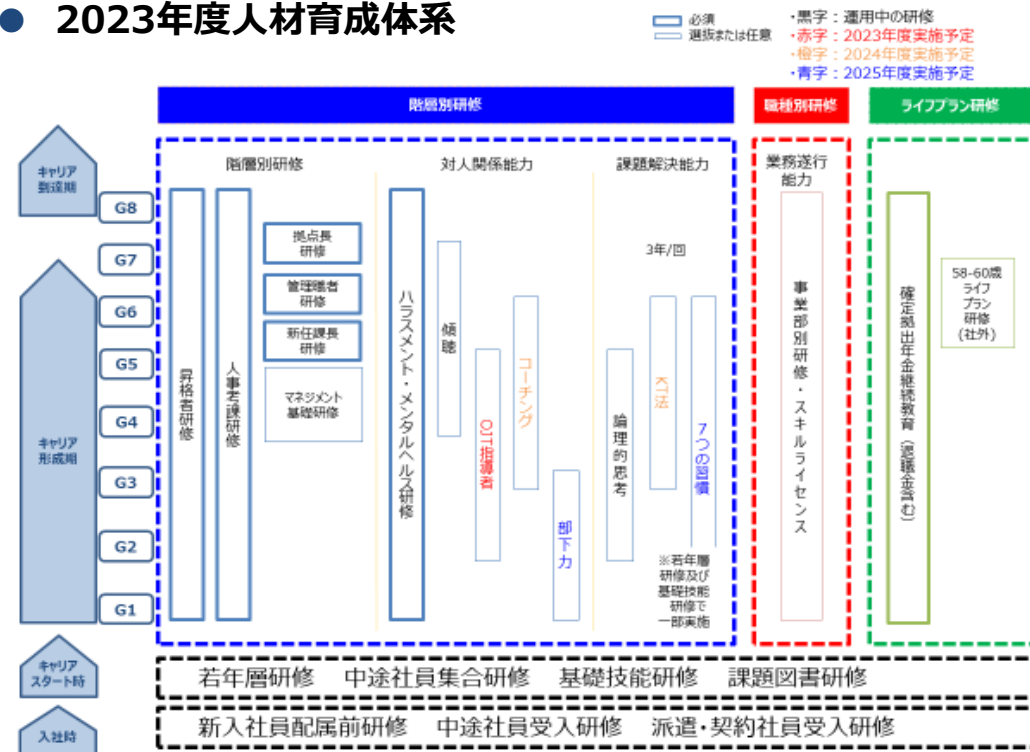 ● 2023年度人材育成体系
必須
選抜または任意
・黒字：運用中の研修
・赤字：2023年度実施予定
・橙字：2024年度実施予定
・青字：2025年度実施予定
階層別研修
職種別研修
ライフプラン研修
キャリア
到達期
キャリア
形成期
キャリア
スタート時
入社時
G8
G7
G6
G5
G4
G3
G2
G1
階層別研修
昇格者研修
人事考課研修
拠点長
研修
管理職者
研修
新任課長
研修
マネジメント
基礎研修
対人関係能力
ハラスメント・メンタルヘルス研修
傾聴
OJT指導者
コーチング
部下力
課題解決能力
3年/回
論理的思考
KT法
7つの習慣
※若年層
研修及び
基礎技能
研修で
一部実施
業務遂行
能力
事業部別研修・スキルライセンス
確定拠出年金継続教育（退職金含む）
58-60歳
ライフ
プラン
研修
(社外)
若年層研修　中途社員集合研修　基礎技能研修　課題図書研修
新入社員配属前研修　中途社員受入研修　派遣・契約社員受入研修